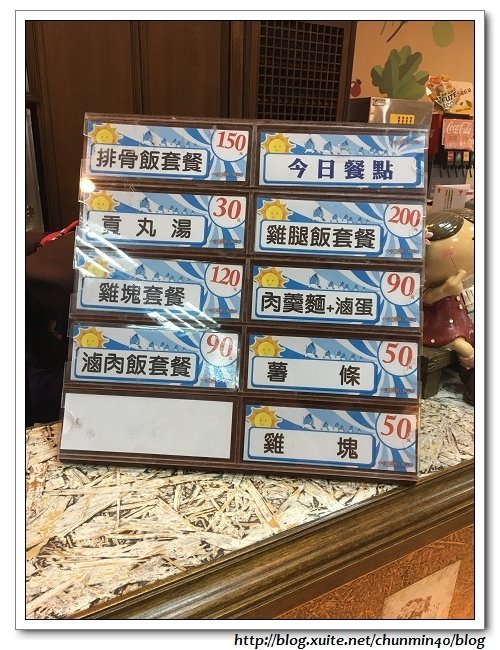 今日餐點
排骨飯套餐 150
雞腿飯套餐 200
貢丸湯 30
肉羹麵+滷蛋 90
雞塊套餐 120
薯條 50
滷肉飯套餐 90
雞塊 50
Coca-Cola
http://blog.xuite.net/chunmin40/blog